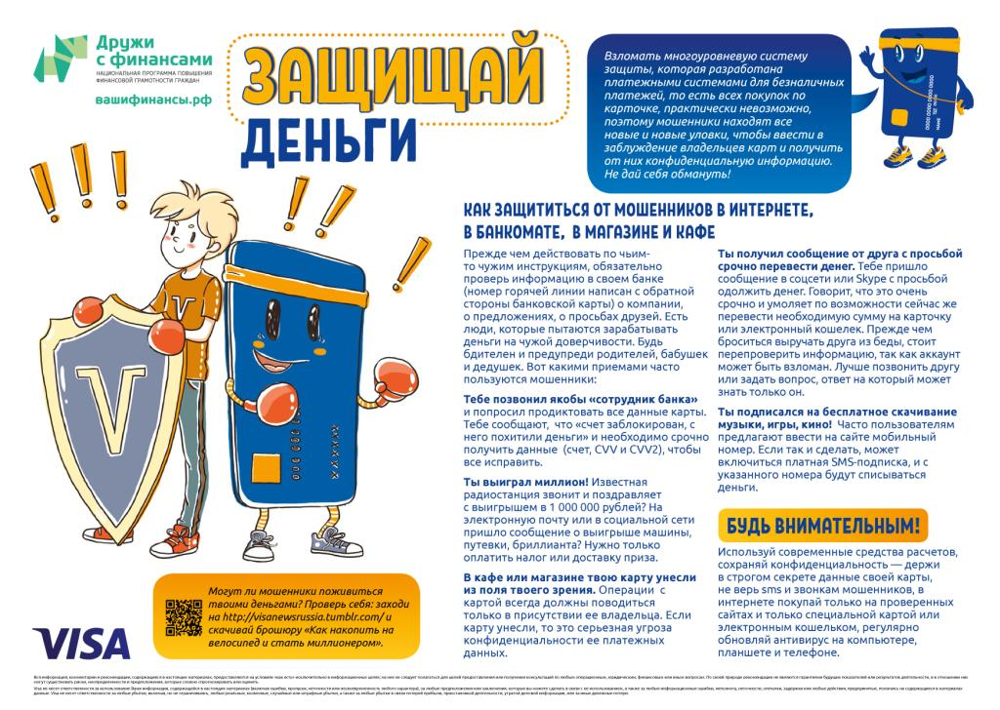 Дружи
с финансами
НАЦИОНАЛЬНАЯ ПРОГРАММА ПОВЫШЕНИЯ
ФИНАНСОВОЙ ГРАМОТНОСТИ ГРАЖДАН
вашифинансы.рф
ЗАЩИЩАЙ
ДЕНЬГИ
Взломать многоуровневую систему
защиты, которая разработана
платежными системами для безналичных
платежей, то есть всех покупок по
карточке, практически невозможно,
поэтому мошенники находят все
новые и новые уловки, чтобы ввести в
заблуждение владельцев карт и получить
от них конфиденциальную информацию.
Не дай себя обмануть!
КАК ЗАЩИТИТЬСЯ ОТ МОШЕННИКОВ В ИНТЕРНЕТЕ,
В БАНКОМАТЕ, В МАГАЗИНЕ И КАФЕ
Прежде чем действовать по чьим-
то чужим инструкциям, обязательно
проверь информацию в своем банке
(номер горячей линии написан с обратной
стороны банковской карты) о компании,
о предложениях, о просьбах друзей. Есть
люди, которые пытаются зарабатывать
деньги на чужой доверчивости. Будь
бдителен и предупреди родителей, бабушек
и дедушек. Вот какими приемами часто
пользуются мошенники:
Тебе позвонил якобы «сотрудник банка»
и попросил продиктовать все данные карты.
Тебе сообщают, что «счет заблокирован, с
него похитили деньги» и необходимо срочно
получить данные (счет, CVV и CVV2), чтобы
все исправить.
Ты выиграл миллион! Известная
радиостанция звонит и поздравляет
с выигрышем в 1 000 000 рублей? На
электронную почту или в социальной сети
пришло сообщение о выигрыше машины,
путевки, бриллианта? Нужно только
оплатить налог или доставку приза.
В кафе или магазине твою карту унесли
из поля твоего зрения. Операции с
картой всегда должны поводиться
только в присутствии ее владельца. Если
карту унесли, то это серьезная угроза
конфиденциальности ее платежных
данных.
Ты получил сообщение от друга с просьбой
срочно перевести денег. Тебе пришло
сообщение в соцсети или Skype с просьбой
одолжить денег. Говорит, что это очень
срочно и умоляет по возможности сейчас же
перевести необходимую сумму на карточку
или электронный кошелек. Прежде чем
броситься выручать друга из беды, стоит
перепроверить информацию, так как аккаунт
может быть взломан. Лучше позвонить другу
или задать вопрос, ответ на который может
знать только он.
Ты подписался на бесплатное скачивание
музыки, игры, кино! Часто пользователям
предлагают ввести на сайте мобильный
номер. Если так и сделать, может
включиться платная SMS-подписка, и с
указанного номера будут списываться
деньги.
БУДЬ ВНИМАТЕЛЬНЫМ!
Используй современные средства расчетов,
сохраняй конфиденциальность — держи
в строгом секрете данные своей карты,
не верь sms и звонкам мошенников, в
интернете покупай только на проверенных
сайтах и только специальной картой или
электронным кошельком, регулярно
обновляй антивирус на компьютере,
планшете и телефоне.
V
V
Могут ли мошенники поживиться
твоими деньгами? Проверь себя: заходи
на http://visanewsrussia.tumblr.com/ и
скачивай брошюру «Как накопить на
велосипед и стать миллионером».
VISA